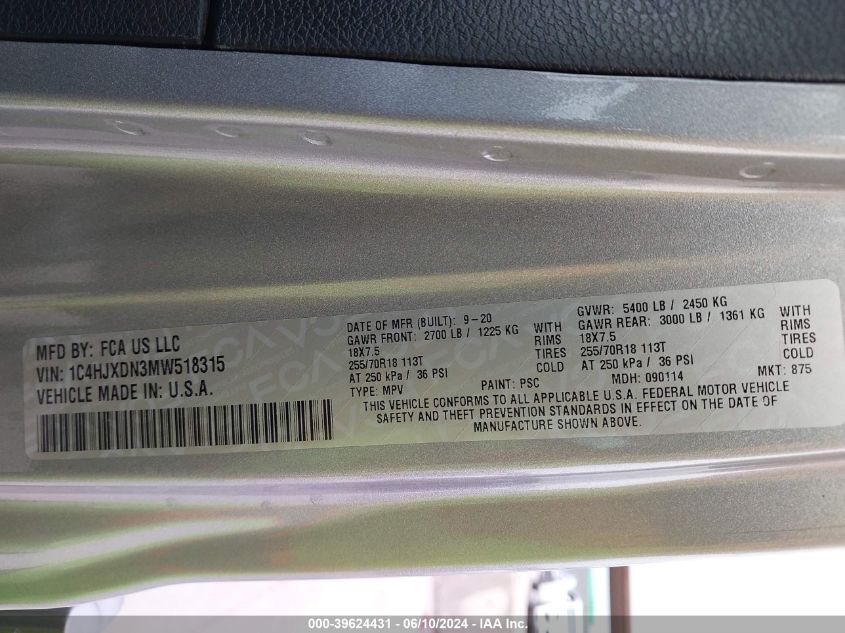 MFD BY: FCA US LLC
VIN: 1C4HJXDN3MW518315
VEHICLE MADE IN U.S.A.
DATE OF MFR (BUILT): 9-20
GAWR FRONT: 2700 LB / 1225 KG WITH
18X7.5 RIMS
255/70R18 113T TIRES
AT 250 kPa / 36 PSI COLD
TYPE: MPV PAINT: PSC
GVWR: 5400 LB / 2450 KG
GAWR REAR: 3000 LB / 1361 KG WITH
18X7.5 RIMS
255/70R18 113T TIRES
AT 250 kPa / 36 PSI COLD
MDH: 090114 MKT: 875
THIS VEHICLE CONFORMS TO ALL APPLICABLE U.S.A. FEDERAL MOTOR VEHICLE
SAFETY AND THEFT PREVENTION STANDARDS IN EFFECT ON THE DATE OF
MANUFACTURE SHOWN ABOVE.
000-39624431 - 06/10/2024 - IAA Inc.